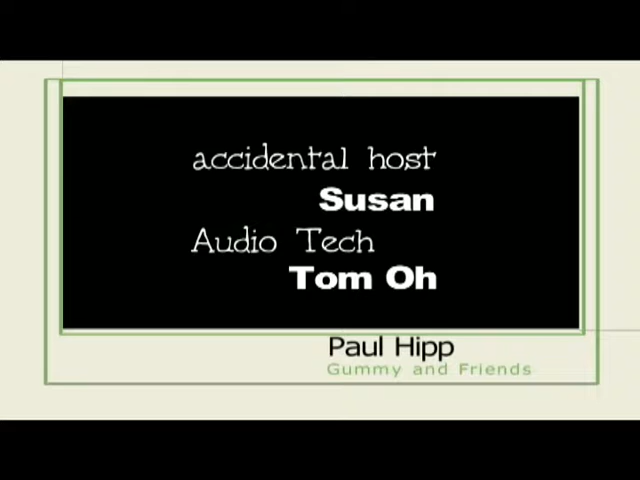 accidental host
Susan
Audio Tech
Tom Oh
Paul Hipp
Gummy and Friends